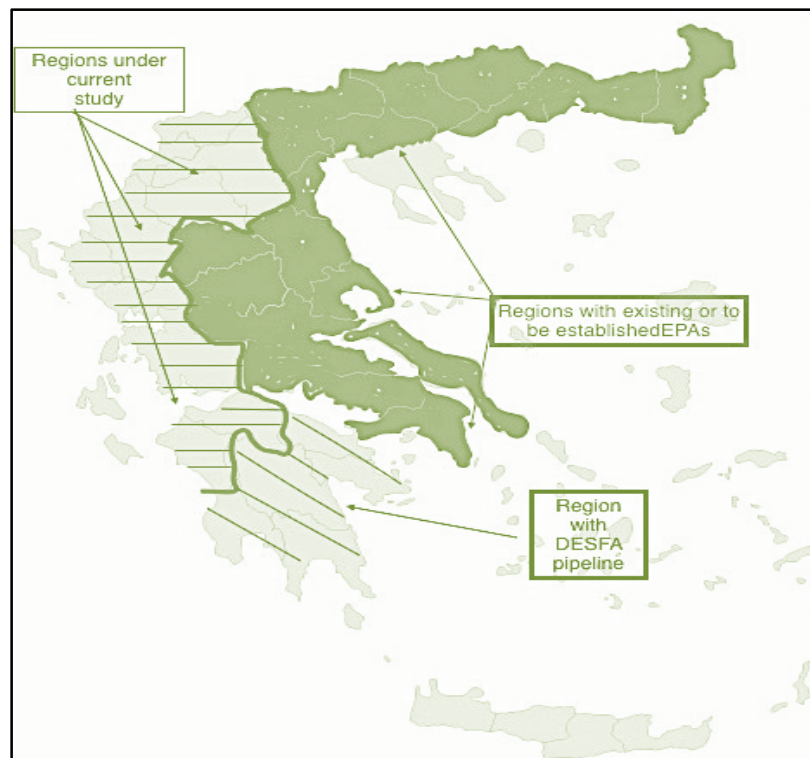 Regions under
current
study
Regions with existing or to
be establishedEPAs
Region
with
DESFA
pipeline